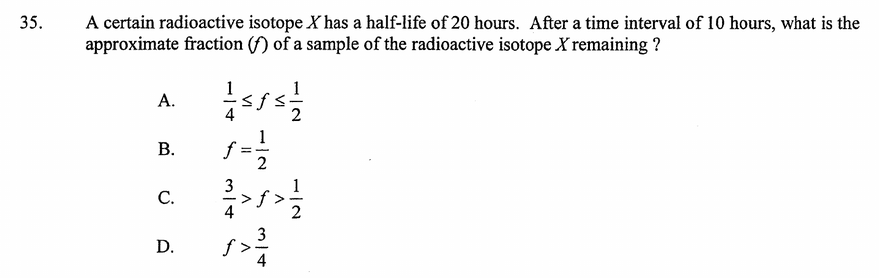 35. A certain radioactive isotope X has a half-life of 20 hours. After a time interval of 10 hours, what is the
approximate fraction (f) of a sample of the radioactive isotope X remaining ?
A. 1/4 ≤ f ≤ 1/2
B. f = 1/2
C. 3/4 > f > 1/2
D. f > 3/4